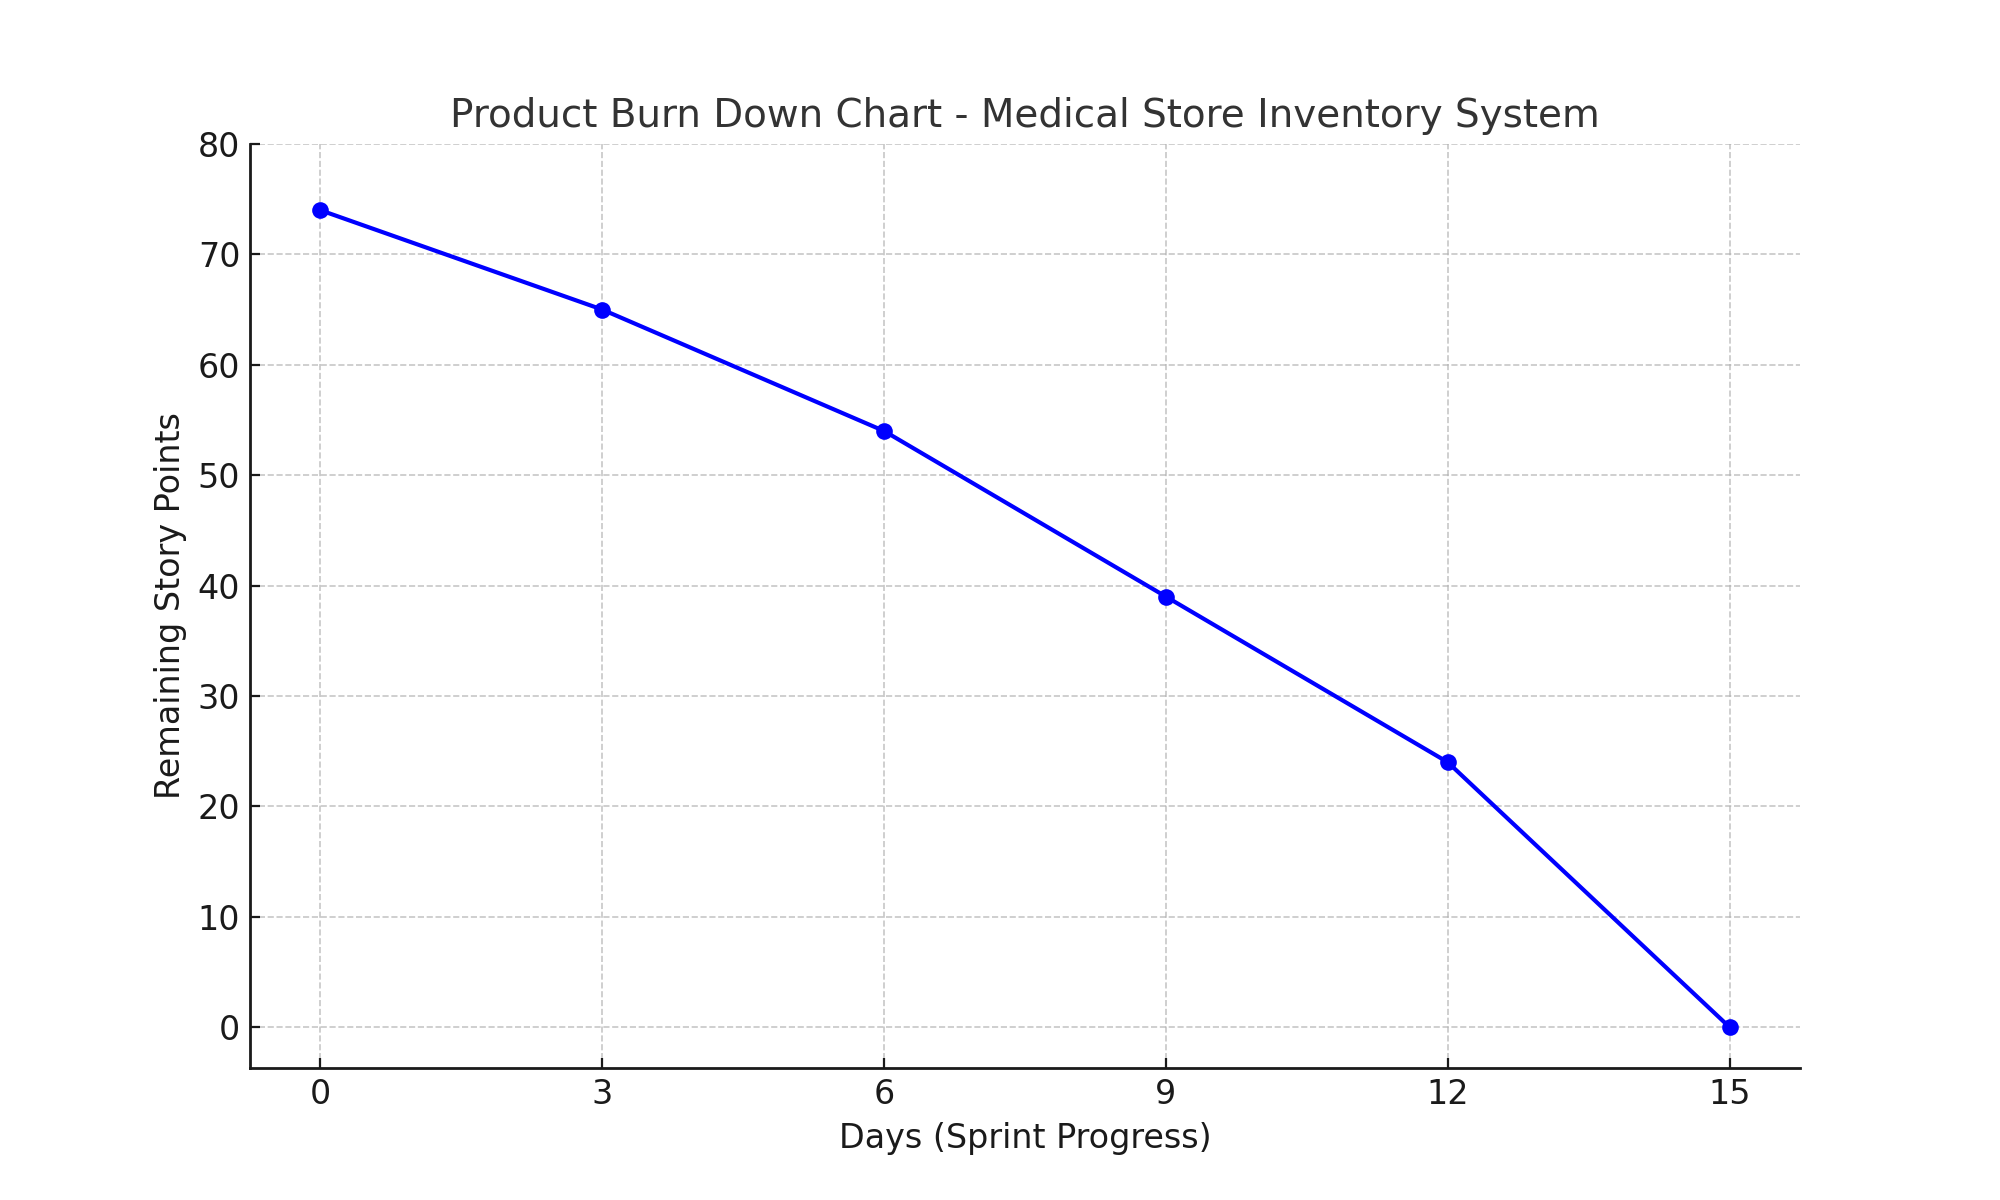 Product Burn Down Chart - Medical Store Inventory System
80
70
60
50
40
30
20
10
0
Remaining Story Points
0 3 6 9 12 15
Days (Sprint Progress)